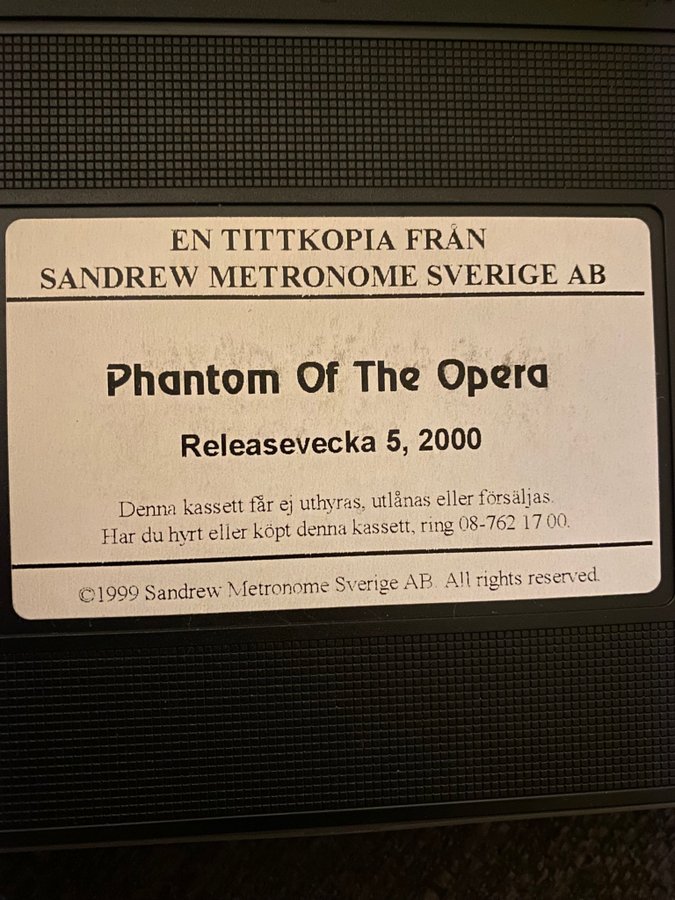 EN TITTKOPIA FRÅN
SANDREW METRONOME SVERIGE AB
Phantom Of The Opera
Releasevecka 5, 2000
Denna kassett får ej uthyras, utlånas eller försäljas.
Har du hyrt eller köpt denna kassett, ring 08-762 17 00.
©1999 Sandrew Metronome Sverige AB. All rights reserved.